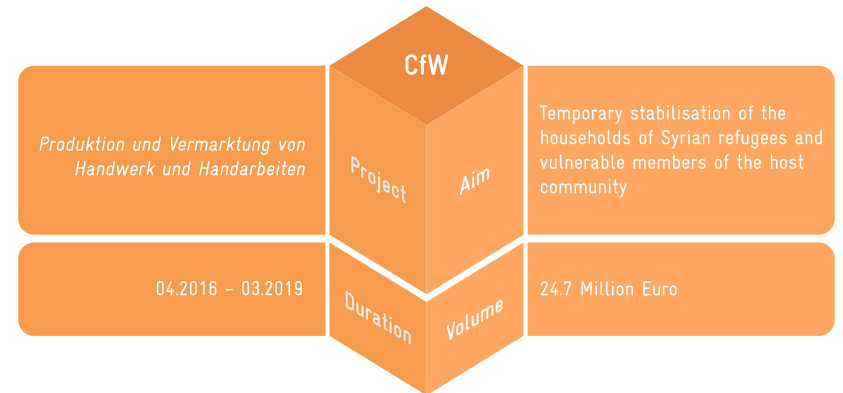 CfW
Produktion und Vermarktung von
Handwerk und Handarbeiten
Project
Aim
Temporary stabilisation of the
households of Syrian refugees and
vulnerable members of the host
community
04.2016 – 03.2019
Duration
Volume
24.7 Million Euro